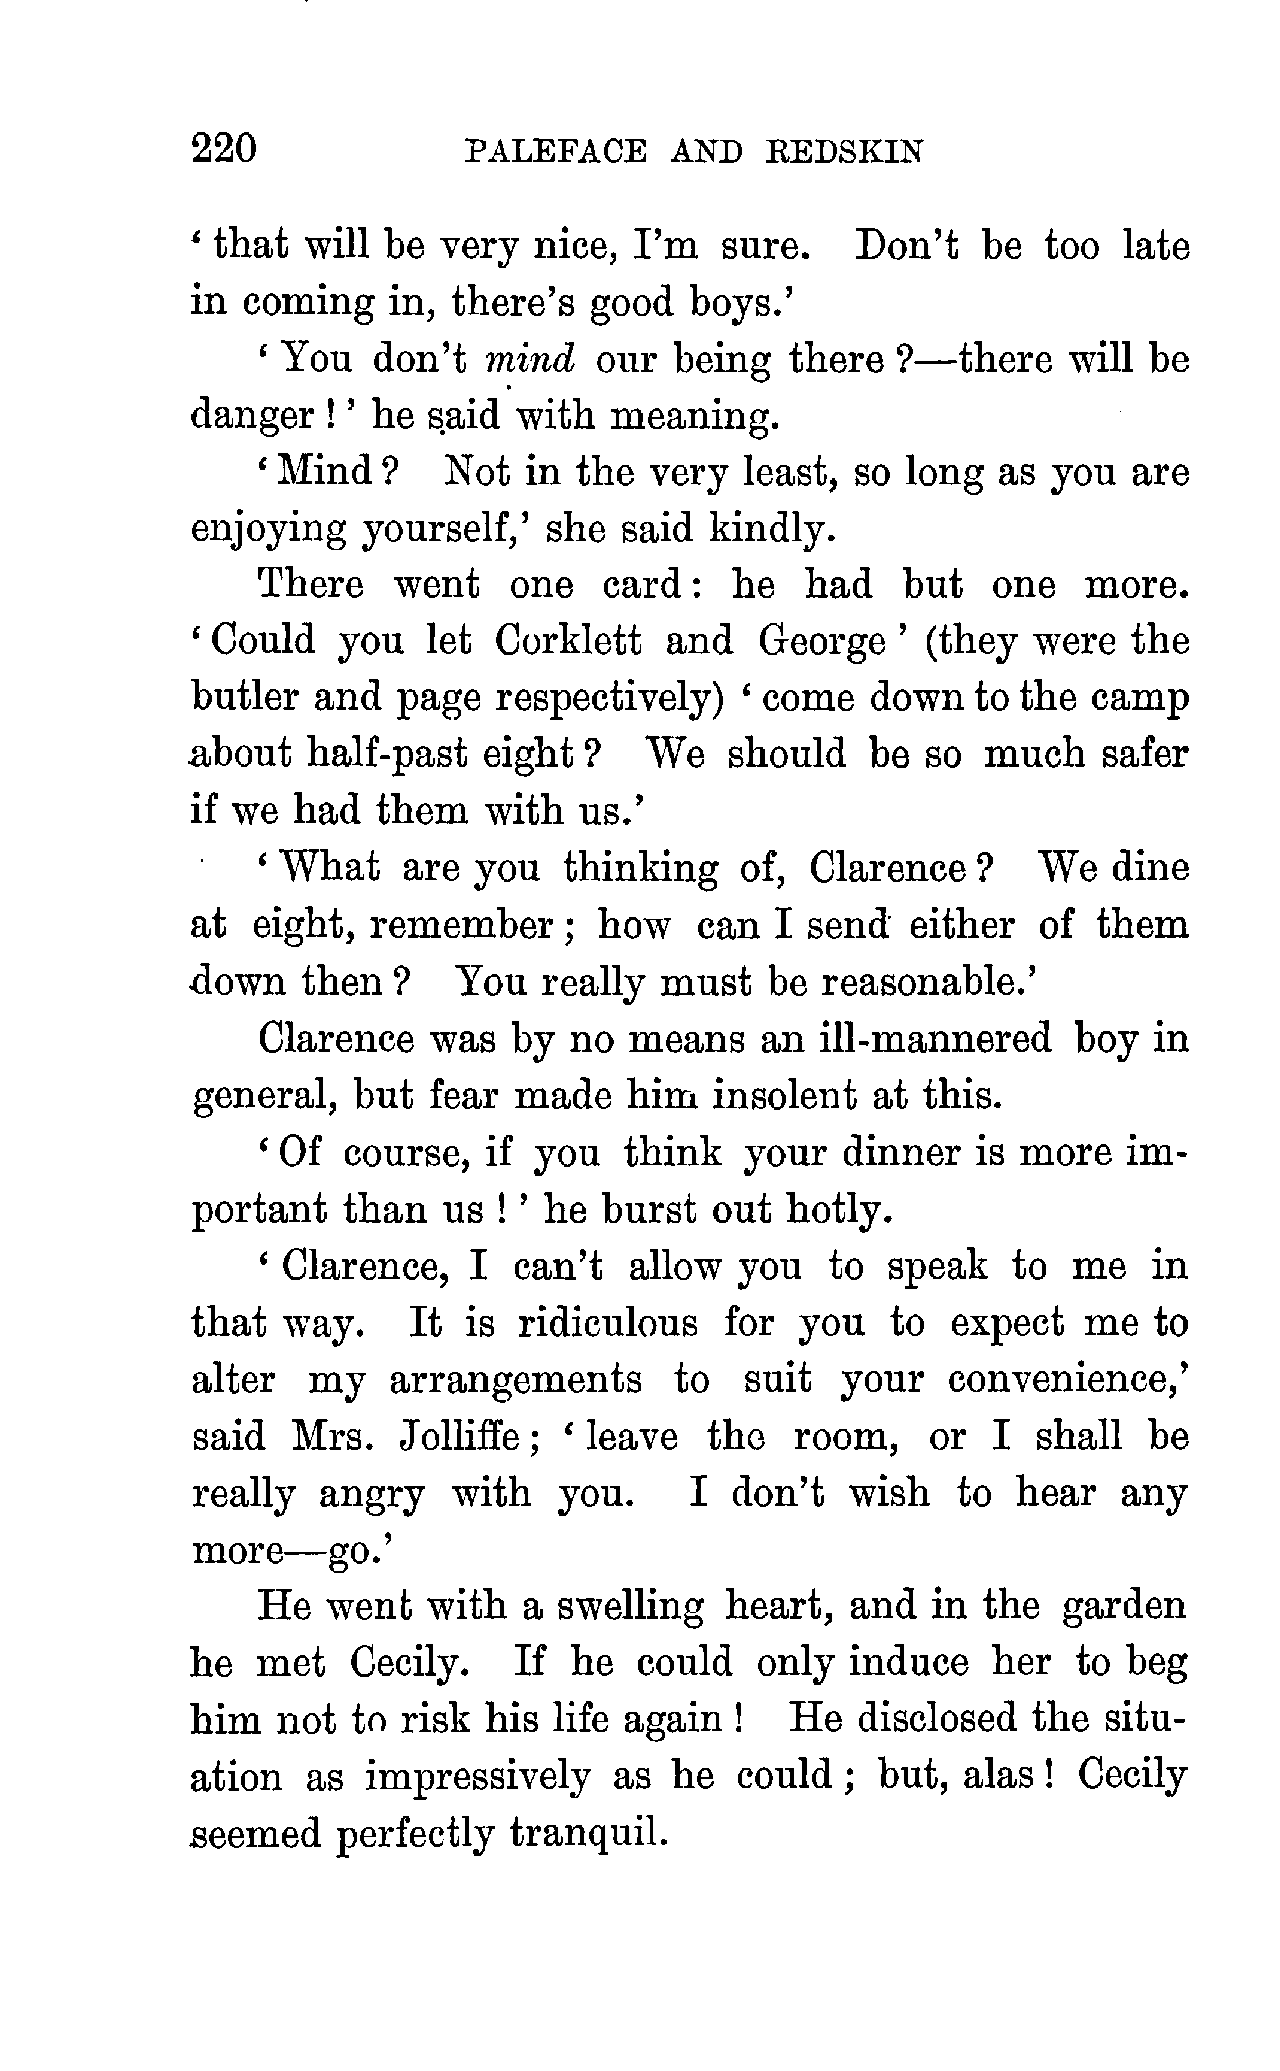 220 PALEFACE AND REDSKIN
‘ that will be very nice, I’m sure. Don’t be too late
in coming in, there’s good boys.’
‘ You don’t mind our being there ?—there will be
danger ! ’ he said with meaning.
‘ Mind ? Not in the very least, so long as you are
enjoying yourself,’ she said kindly.
There went one card : he had but one more.
‘ Could you let Corklett and George ’ (they were the
butler and page respectively) ‘ come down to the camp
about half-past eight ? We should be so much safer
if we had them with us.’
‘ What are you thinking of, Clarence ? We dine
at eight, remember ; how can I send either of them
down then ? You really must be reasonable.’
Clarence was by no means an ill-mannered boy in
general, but fear made him insolent at this.
‘ Of course, if you think your dinner is more im-
portant than us ! ’ he burst out hotly.
‘ Clarence, I can’t allow you to speak to me in
that way. It is ridiculous for you to expect me to
alter my arrangements to suit your convenience,’
said Mrs. Jolliffe ; ‘ leave the room, or I shall be
really angry with you. I don’t wish to hear any
more—go.’
He went with a swelling heart, and in the garden
he met Cecily. If he could only induce her to beg
him not to risk his life again ! He disclosed the situ-
ation as impressively as he could ; but, alas ! Cecily
seemed perfectly tranquil.